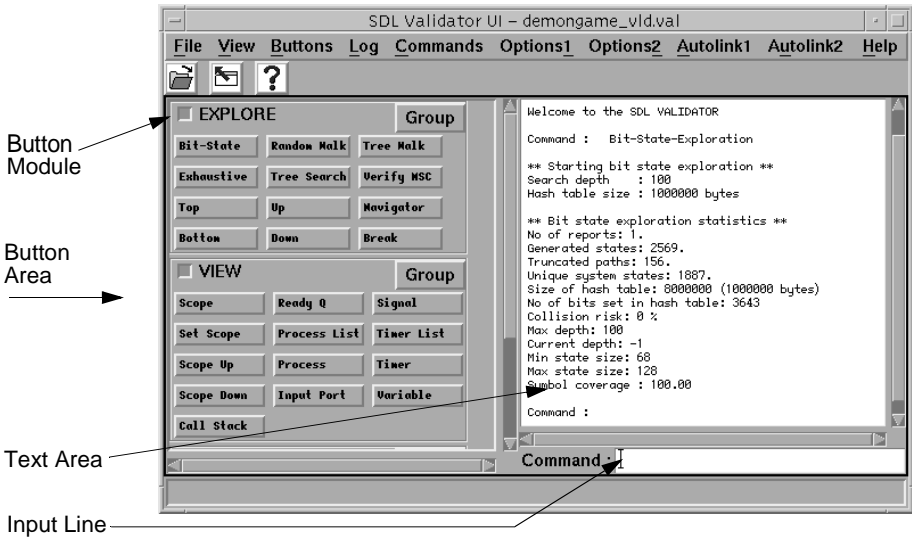 SDL Validator UI – demongame_vld.val
File View Buttons Log Commands Options1 Options2 Autolink1 Autolink2 Help
?
Button
Module
Button
Area
Text Area
Input Line
EXPLORE Group
Bit-State Random Walk Tree Walk
Exhaustive Tree Search Verify MSC
Top Up Navigator
Bottom Down Break
VIEW Group
Scope Ready Q Signal
Set Scope Process List Timer List
Scope Up Process Timer
Scope Down Input Port Variable
Call Stack
Welcome to the SDL VALIDATOR
Command : Bit-State-Exploration
** Starting bit state exploration **
Search depth : 100
Hash table size : 1000000 bytes
** Bit state exploration statistics **
No of reports: 1.
Generated states: 2569.
Truncated paths: 156.
Unique system states: 1887.
Size of hash table: 8000000 (1000000 bytes)
No of bits set in hash table: 3643
Collision risk: 0 %
Max depth: 100
Current depth: -1
Min state size: 68
Max state size: 128
Symbol coverage : 100.00
Command :
Command :